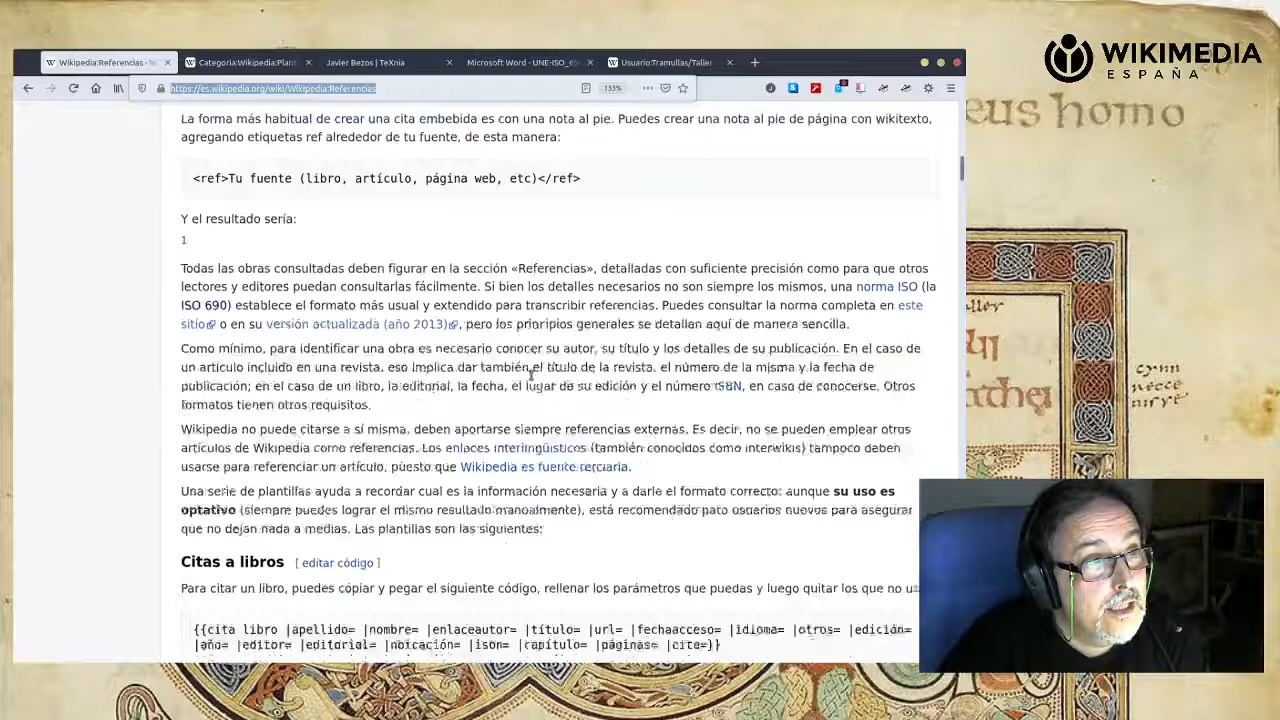 Wikipedia:Referencias - 
Categoría:Wikipedia:Plant
Javier Bezos | TeXnia
Microsoft Word - UNE-ISO_69
Usuario:Tramullas/Taller
WIKIMEDIA
ESPAÑA
https://es.wikipedia.org/wiki/Wikipedia:Referencias
133%
eus homo
La forma más habitual de crear una cita embebida es con una nota al pie. Puedes crear una nota al pie de página con wikitexto,
agregando etiquetas ref alrededor de tu fuente, de esta manera:
<ref>Tu fuente (libro, artículo, página web, etc)</ref>
Y el resultado sería:
1
Todas las obras consultadas deben figurar en la sección «Referencias», detalladas con suficiente precisión como para que otros
lectores y editores puedan consultarlas fácilmente. Si bien los detalles necesarios no son siempre los mismos, una norma ISO (la
ISO 690) establece el formato más usual y extendido para transcribir referencias. Puedes consultar la norma completa en este
sitio o en su versión actualizada (año 2013), pero los principios generales se detallan aquí de manera sencilla.
Como mínimo, para identificar una obra es necesario conocer su autor, su título y los detalles de su publicación. En el caso de
un artículo incluido en una revista, eso implica dar también el título de la revista, el número de la misma y la fecha de
publicación; en el caso de un libro, la editorial, la fecha, el lugar de su edición y el número en caso de conocerse. Otros
formatos tienen otros requisitos.
Wikipedia no puede citarse a sí misma, deben aportarse siempre referencias externas. Es decir, no se pueden emplear otros
artículos de Wikipedia como referencias. Los enlaces interlingüísticos (también conocidos como interwikis) tampoco deben
usarse para referenciar un artículo, puesto que Wikipedia es fuente terciaria.
Una serie de plantillas ayuda a recordar cual es la información necesaria y a darle el formato correcto: aunque su uso es
optativo (siempre puedes lograr el mismo resultado manualmente), está recomendado para usuarios nuevos para asegurar
que no dejan nada a medias. Las plantillas son las siguientes:
Citas a libros [ editar código ]
Para citar un libro, puedes copiar y pegar el siguiente código, rellenar los parámetros que puedas y luego quitar los que no u
{{cita libro |apellido= |nombre= |enlaceautor= |título= |url= |fechaacceso= |idioma= |otros= |edición=
|año= |editor= |editorial= |ubicación= |isbn= |capítulo= |páginas= |cita=}}